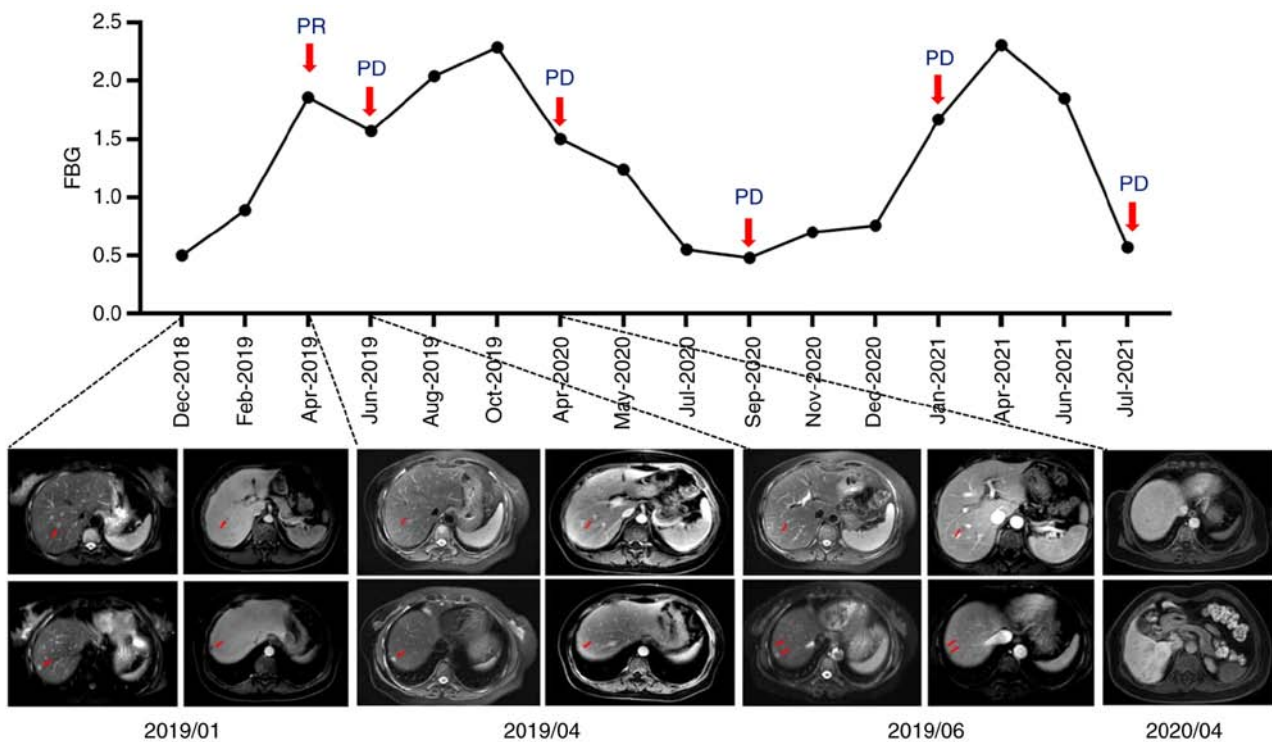 PR
PD
PD
PD
PD
PD
FBG
2.5
2.0
1.5
1.0
0.5
0.0
Dec-2018
Feb-2019
Apr-2019
Jun-2019
Aug-2019
Oct-2019
Apr-2020
May-2020
Jul-2020
Sep-2020
Nov-2020
Dec-2020
Jan-2021
Apr-2021
Jun-2021
Jul-2021
2019/01
2019/04
2019/06
2020/04